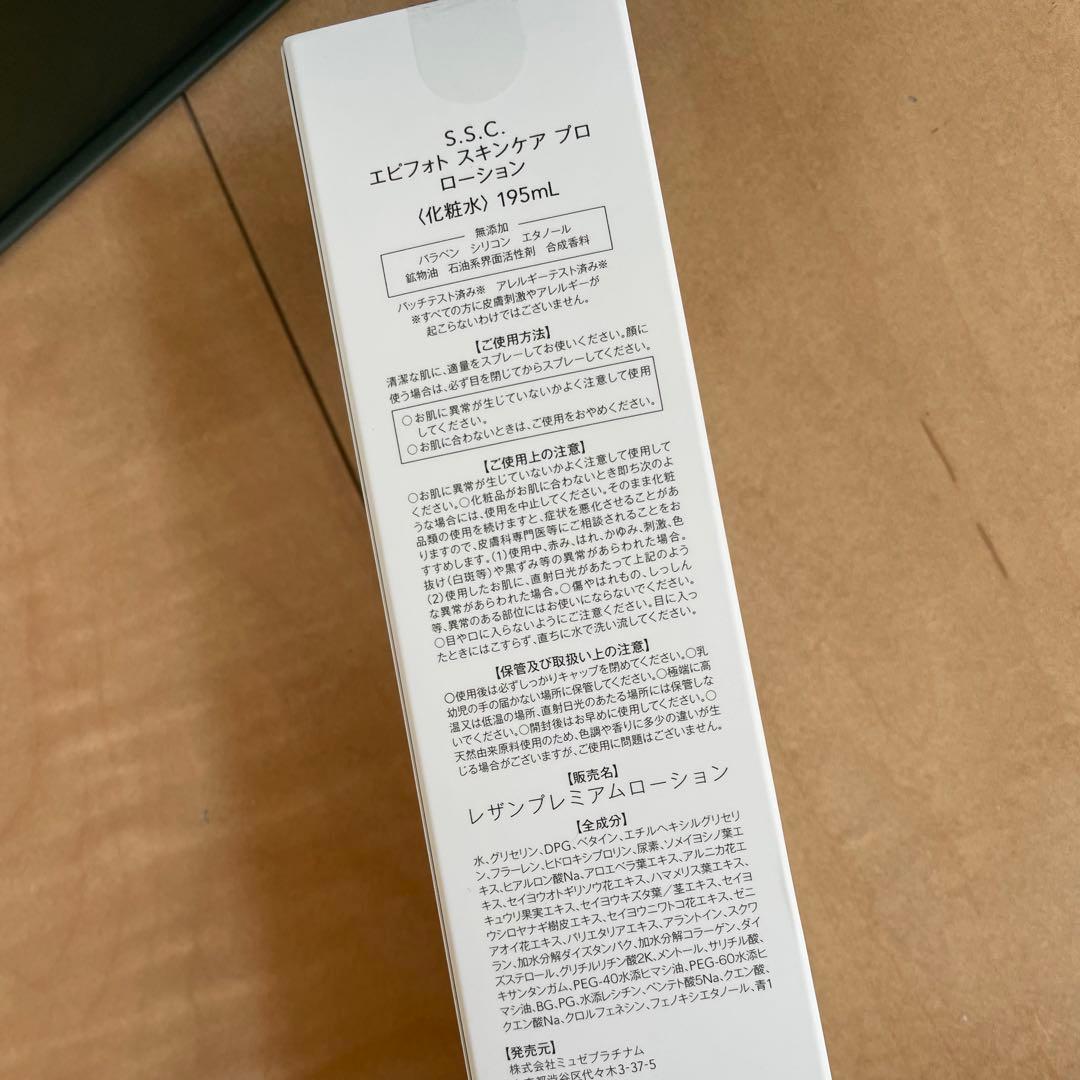 S.S.C.
エピフォト スキンケア プロ
ローション
〈化粧水〉195mL
無添加
パラベン シリコン エタノール
鉱物油 石油系界面活性剤 合成香料
パッチテスト済み※ アレルギーテスト済み※
※すべての方に皮膚刺激やアレルギーが
起こらないわけではございません。
【ご使用方法】
清潔な肌に、適量をスプレーしてお使いください。顔に
使う場合は、必ず目を閉じてからスプレーしてください。
○お肌に異常が生じていないかよく注意して使用
してください。
○お肌に合わないときは、ご使用をおやめください。
【ご使用上の注意】
○お肌に異常が生じていないかよく注意して使用して
ください。○化粧品がお肌に合わないとき即ち次のよ
うな場合には、使用を中止してください。そのまま化粧
品類の使用を続けますと、症状を悪化させることがあ
りますので、皮膚科専門医等にご相談されることをお
すすめします。(1)使用中、赤み、はれ、かゆみ、刺激、色
抜け(白斑等)や黒ずみ等の異常があらわれた場合。
(2)使用したお肌に、直射日光があたって上記のよう
な異常があらわれた場合。○傷やはれもの、しっしん
等、異常のある部位にはお使いにならないでください。
○目や口に入らないようにご注意ください。目に入っ
たときにはこすらず、直ちに水で洗い流してください。
【保管及び取扱い上の注意】
○使用後は必ずしっかりキャップを閉めてください。○乳
幼児の手の届かない場所に保管してください。○極端に高
温又は低温の場所、直射日光のあたる場所には保管しな
いでください。○開封後はお早めに使用してください。○
天然由来原料使用のため、色調や香りに多少の違いが生
じる場合がございますが、ご使用に問題はございません。
【販売名】
レザンプレミアムローション
【全成分】
水、グリセリン、DPG、ベタイン、エチルヘキシルグリセリ
ン、フラーレン、ヒドロキシプロリン、尿素、ソメイヨシノ葉エ
キス、ヒアルロン酸Na、アロエベラ葉エキス、アルニカ花エ
キス、セイヨウオトギリソウ花エキス、ハマメリス葉エキス、
キュウリ果実エキス、セイヨウキズタ葉/茎エキス、セイヨ
ウシロヤナギ樹皮エキス、セイヨウニワトコ花エキス、ゼニ
アオイ花エキス、パリエタリアエキス、アラントイン、スクワ
ラン、加水分解ダイズタンパク、加水分解コラーゲン、ダイ
ズステロール、グリチルリチン酸2K、メントール、サリチル酸、
キサンタンガム、PEG-40水添ヒマシ油、PEG-60水添ヒ
マシ油、BG、PG、水添レシチン、ペンテト酸5Na、クエン酸、
クエン酸Na、クロルフェネシン、フェノキシエタノール、青1
【発売元】
株式会社ミュゼプラチナム
京都渋谷区代々木3-37-5